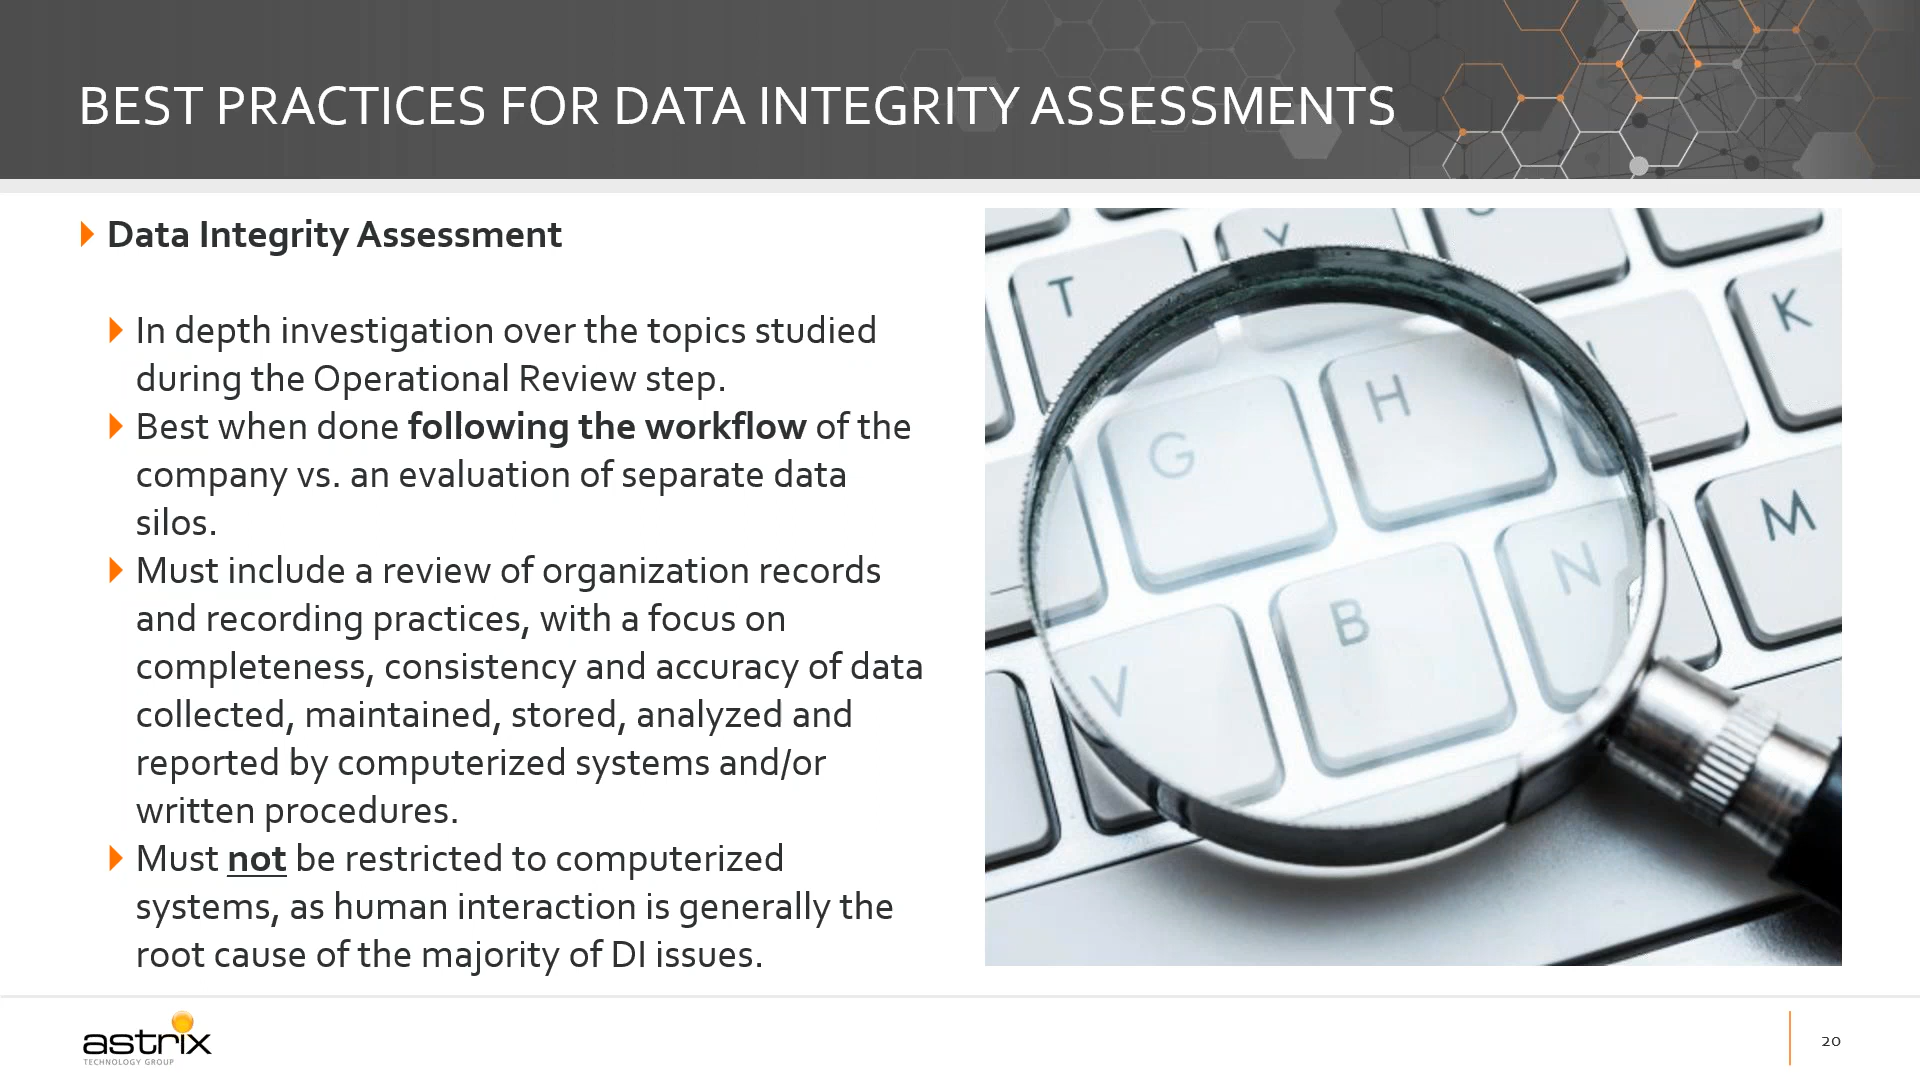 BEST PRACTICES FOR DATA INTEGRITY ASSESSMENTS
Data Integrity Assessment
In depth investigation over the topics studied
during the Operational Review step.
Best when done following the workflow of the
company vs. an evaluation of separate data
silos.
Must include a review of organization records
and recording practices, with a focus on
completeness, consistency and accuracy of data
collected, maintained, stored, analyzed and
reported by computerized systems and/or
written procedures.
Must not be restricted to computerized
systems, as human interaction is generally the
root cause of the majority of DI issues.
T
Y
K
G
H
M
N
B
V
astrix
TECHNOLOGY GROUP
20